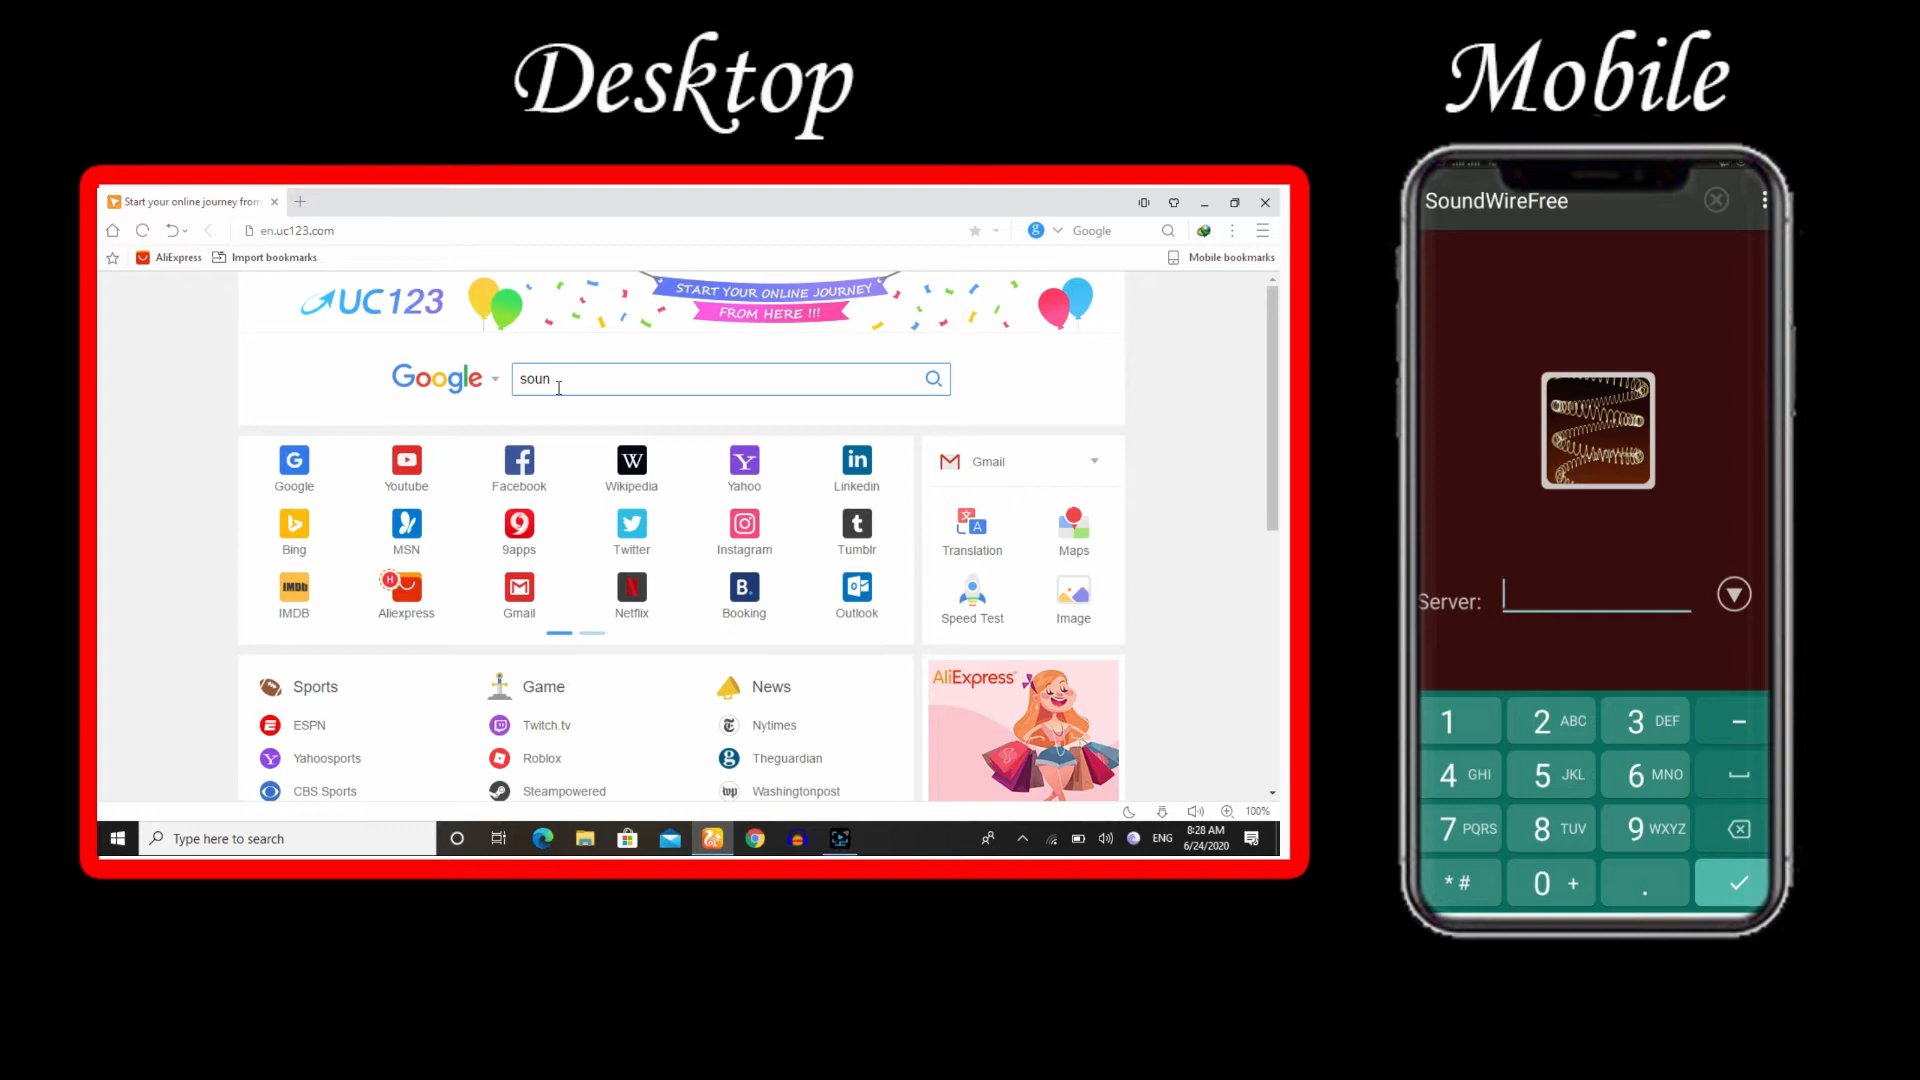 Desktop
Mobile
Start your online journey from
en.uc123.com
Google
AliExpress
Import bookmarks
Mobile bookmarks
UC123
START YOUR ONLINE JOURNEY
FROM HERE !!!
Google
soun
G
W
Y
in
Google
Youtube
Facebook
Wikipedia
Yahoo
Linkedin
Gmail
Bing
MSN
9apps
Twitter
Instagram
Tumblr
Translation
Maps
IMDb
H
B.
IMDB
Aliexpress
Gmail
Netflix
Booking
Outlook
Speed Test
Image
Sports
Game
News
AliExpress
ESPN
Twitch.tv
Nytimes
Yahoosports
Roblox
Theguardian
CBS Sports
Steampowered
wp
Washingtonpost
100%
Type here to search
ENG
8:28 AM
6/24/2020
SoundWireFree
Server:
1
2 ABC
3 DEF
-
4 GHI
5 JKL
6 MNO
7 PQRS
8 TUV
9 WXYZ
* #
0 +
.